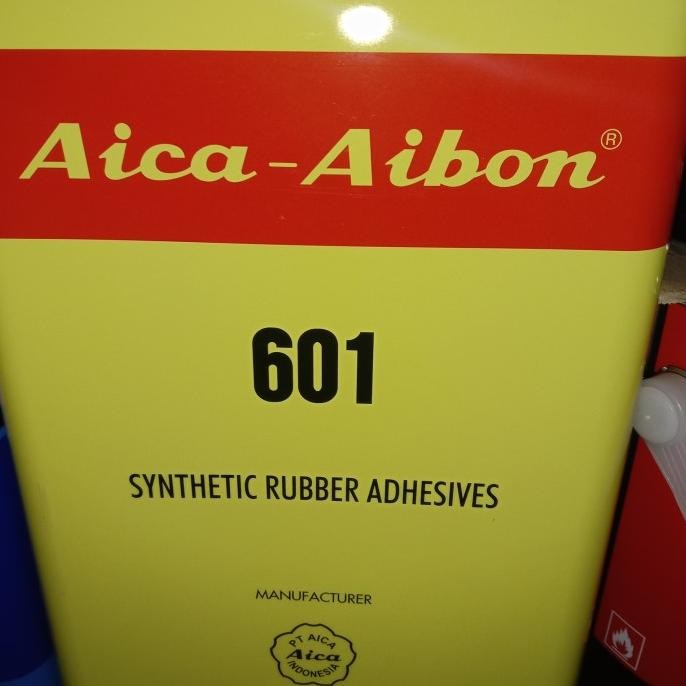 Aica-Aibon®
601
SYNTHETIC RUBBER ADHESIVES
MANUFACTURER
PT AICA
Aica
INDONESIA